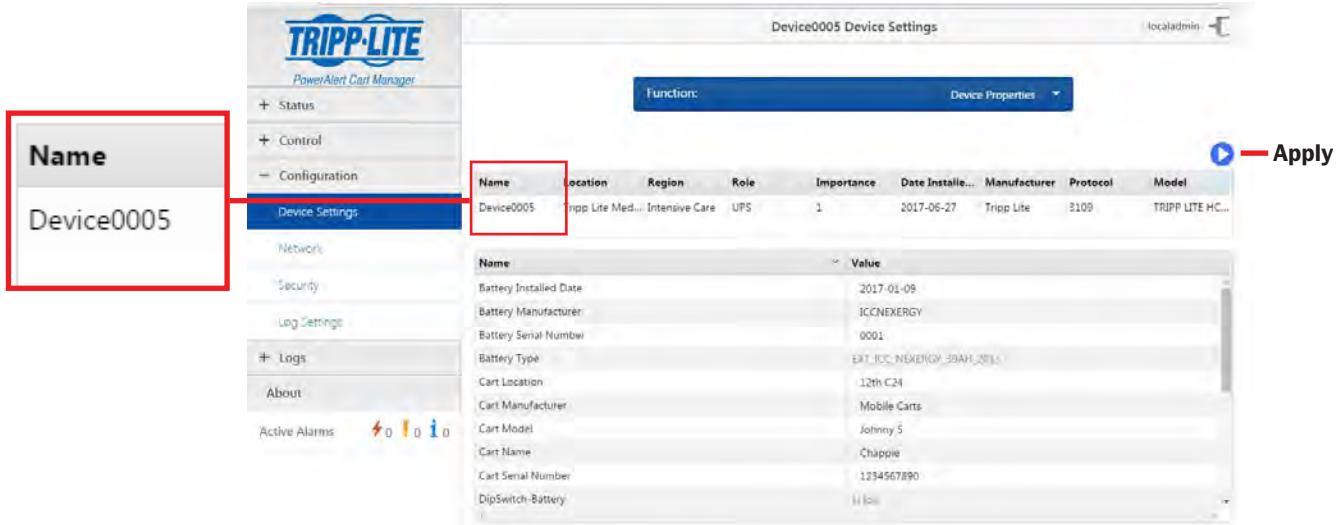 TRIPP·LITE
PowerAlert Cart Manager
Device0005 Device Settings
localadmin
Function: Device Properties
+ Status
+ Control
− Configuration
Device Settings
Network
Security
Log Settings
+ Logs
About
Active Alarms 0 0 0
Name
Device0005
Apply
Name Location Region Role Importance Date Installe... Manufacturer Protocol Model
Device0005 Tripp Lite Med... Intensive Care UPS 1 2017-06-27 Tripp Lite TRIPP LITE HC...
Name Value
Battery Installed Date 2017-01-09
Battery Manufacturer ICCNEXERGY
Battery Serial Number 0001
Battery Type
Cart Location 12th C24
Cart Manufacturer Mobile Carts
Cart Model Johnny 5
Cart Name Chappie
Cart Serial Number 1234567890
DipSwitch-Battery